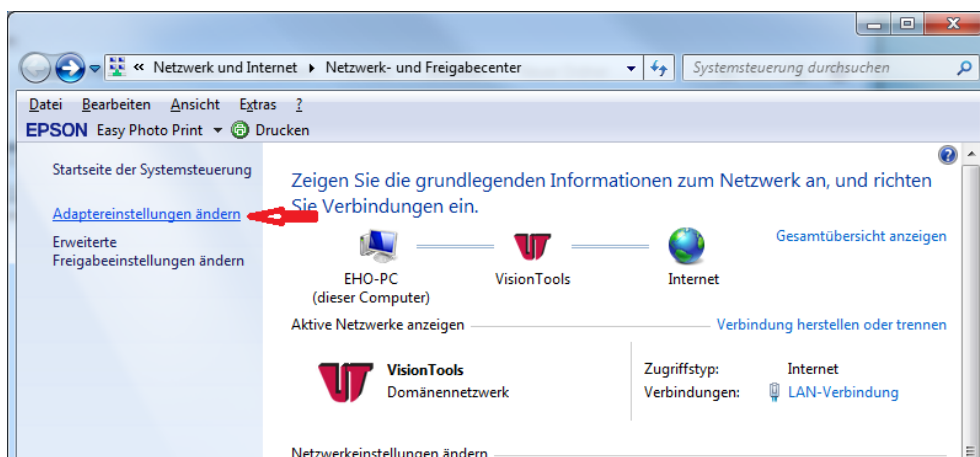 « Netzwerk und Internet ▸ Netzwerk- und Freigabecenter
Systemsteuerung durchsuchen
Datei Bearbeiten Ansicht Extras ?
EPSON Easy Photo Print Drucken
Startseite der Systemsteuerung
Adaptereinstellungen ändern
Erweiterte
Freigabeeinstellungen ändern
Zeigen Sie die grundlegenden Informationen zum Netzwerk an, und richten
Sie Verbindungen ein.
Gesamtübersicht anzeigen
EHO-PC
(dieser Computer)
VisionTools
Internet
Aktive Netzwerke anzeigen
Verbindung herstellen oder trennen
VisionTools
Domänennetzwerk
Zugriffstyp: Internet
Verbindungen: LAN-Verbindung
Netzwerkeinstellungen ändern